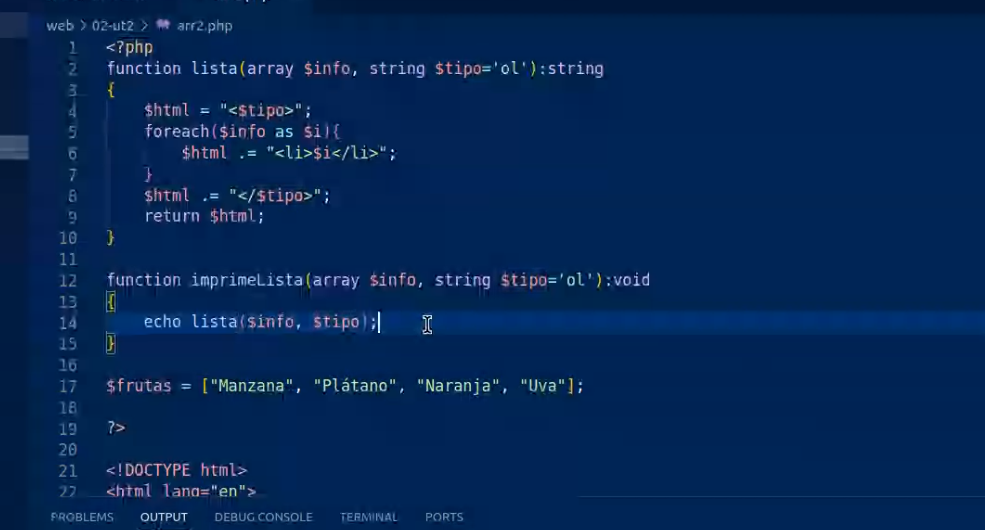 web > 02-ut2 > arr2.php
1 <?php
2 function lista(array $info, string $tipo='ol'):string
3 {
4 $html = "<$tipo>";
5 foreach($info as $i){
6 $html .= "<li>$i</li>";
7 }
8 $html .= "</$tipo>";
9 return $html;
10 }
11
12 function imprimeLista(array $info, string $tipo='ol'):void
13 {
14 echo lista($info, $tipo);
15 }
16
17 $frutas = ["Manzana", "Plátano", "Naranja", "Uva"];
18
19 ?>
20
21 <!DOCTYPE html>
22 <html lang="en">
PROBLEMS OUTPUT DEBUG CONSOLE TERMINAL PORTS